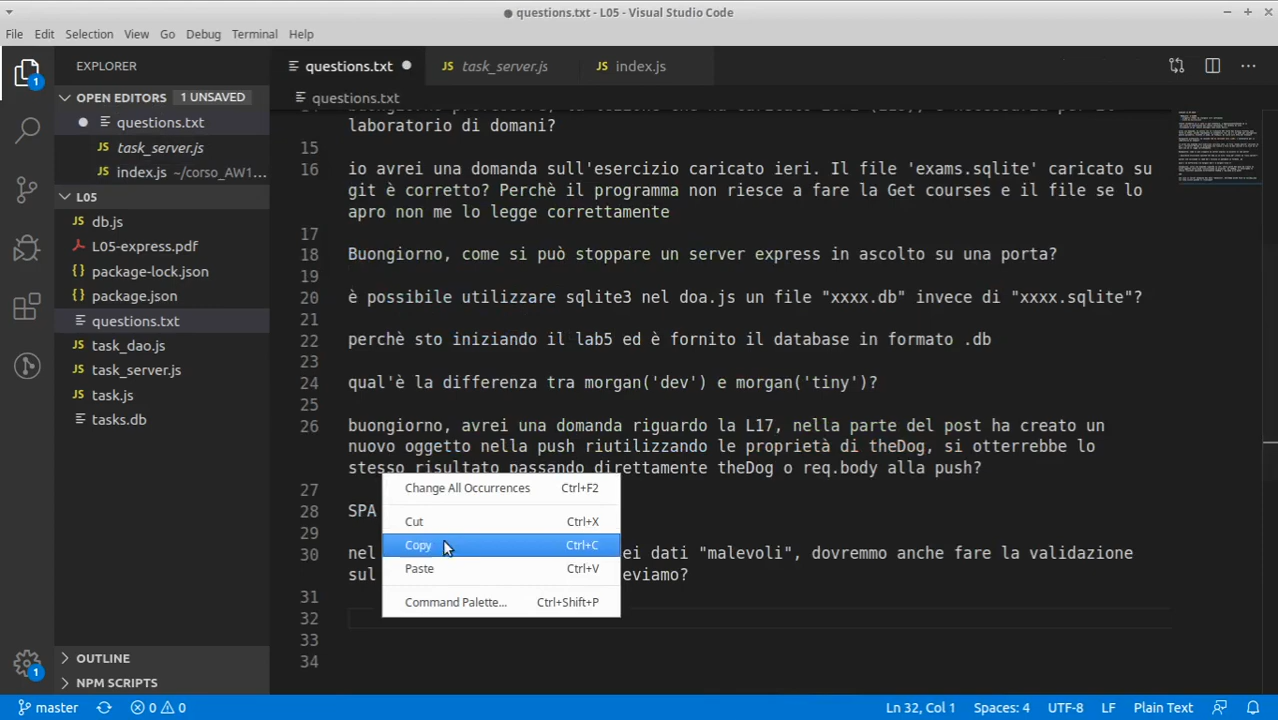 questions.txt - L05 - Visual Studio Code
File Edit Selection View Go Debug Terminal Help
EXPLORER
questions.txt
task_server.js
index.js
OPEN EDITORS 1 UNSAVED
questions.txt
questions.txt
task_server.js
index.js ~/corso_AW1...
L05
db.js
L05-express.pdf
package-lock.json
package.json
questions.txt
task_dao.js
task_server.js
task.js
tasks.db
OUTLINE
NPM SCRIPTS
laboratorio di domani?
15
16 io avrei una domanda sull'esercizio caricato ieri. Il file 'exams.sqlite' caricato su
git è corretto? Perchè il programma non riesce a fare la Get courses e il file se lo
apro non me lo legge correttamente
17
18 Buongiorno, come si può stoppare un server express in ascolto su una porta?
19
20 è possibile utilizzare sqlite3 nel doa.js un file "xxxx.db" invece di "xxxx.sqlite"?
21
22 perchè sto iniziando il lab5 ed è fornito il database in formato .db
23
24 qual'è la differenza tra morgan('dev') e morgan('tiny')?
25
26 buongiorno, avrei una domanda riguardo la L17, nella parte del post ha creato un
nuovo oggetto nella push riutilizzando le proprietà di theDog, si otterrebbe lo
stesso risultato passando direttamente theDog o req.body alla push?
27
28 SPA
29
30 nel ei dati "malevoli", dovremmo anche fare la validazione
sul eviamo?
31
32
33
34
Change All Occurrences Ctrl+F2
Cut Ctrl+X
Copy Ctrl+C
Paste Ctrl+V
Command Palette... Ctrl+Shift+P
master 0 0 Ln 32, Col 1 Spaces: 4 UTF-8 LF Plain Text
1
1